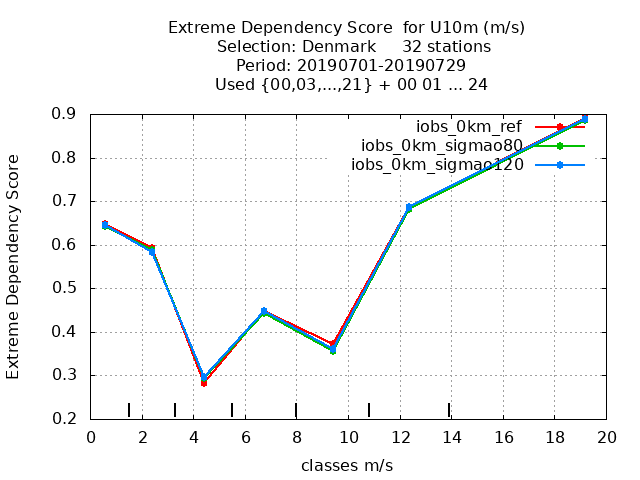 Extreme Dependency Score  for U10m (m/s)
Selection: Denmark     32 stations
Period: 20190701-20190729
Used {00,03,...,21} + 00 01 ... 24
iobs_0km_ref
iobs_0km_sigmao80
iobs_0km_sigmao120
Extreme Dependency Score
0.9
0.8
0.7
0.6
0.5
0.4
0.3
0.2
0 2 4 6 8 10 12 14 16 18 20
classes m/s